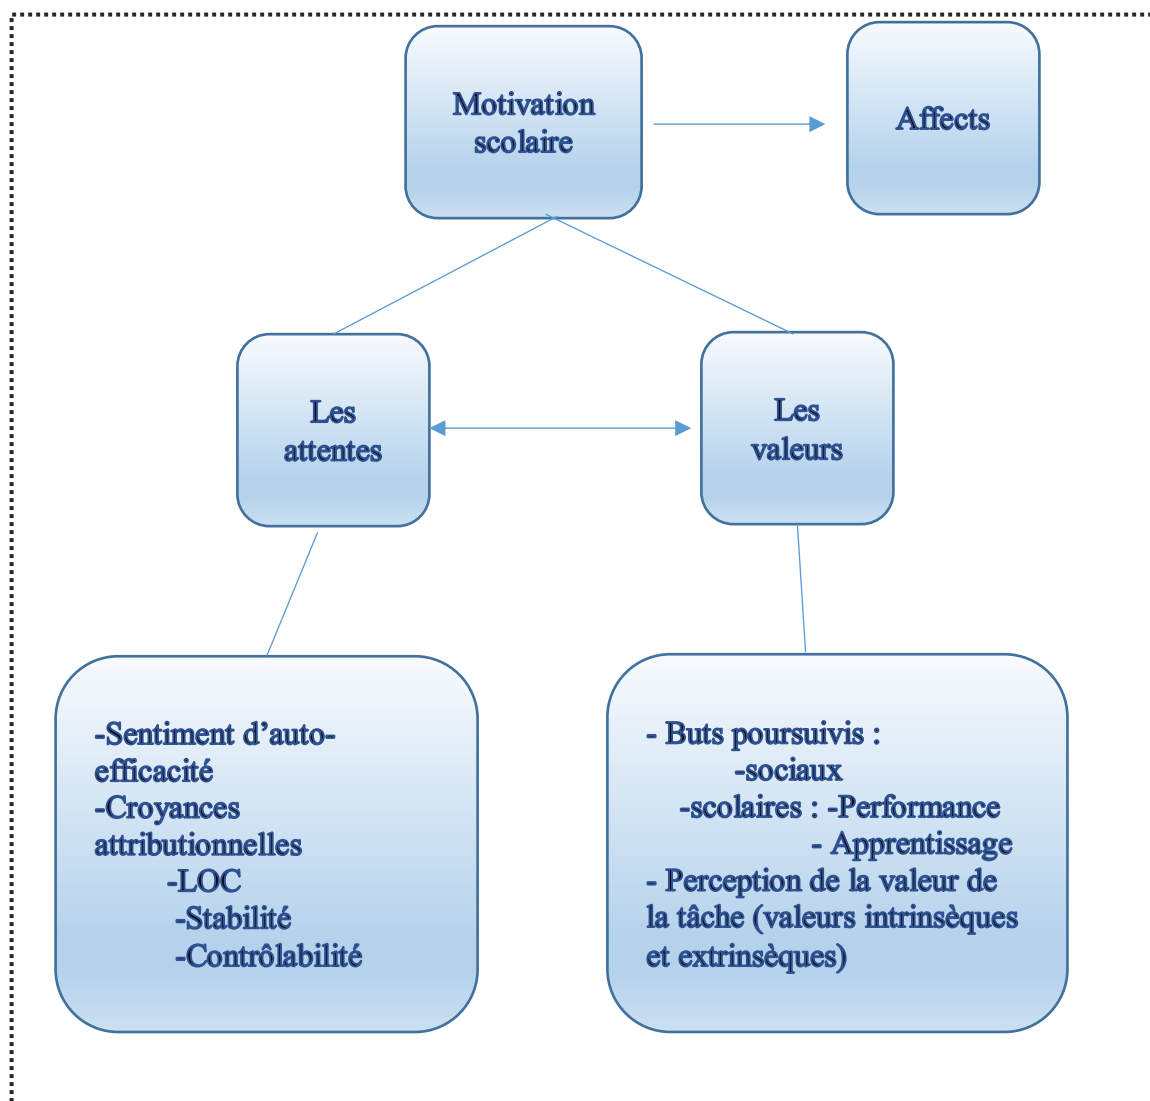 Motivation
scolaire
Affects
Les
attentes
Les
valeurs
-Sentiment d’auto-
efficacité
-Croyances
attributionnelles
-LOC
-Stabilité
-Contrôlabilité
- Buts poursuivis :
-sociaux
-scolaires : -Performance
- Apprentissage
- Perception de la valeur de
la tâche (valeurs intrinsèques
et extrinsèques)